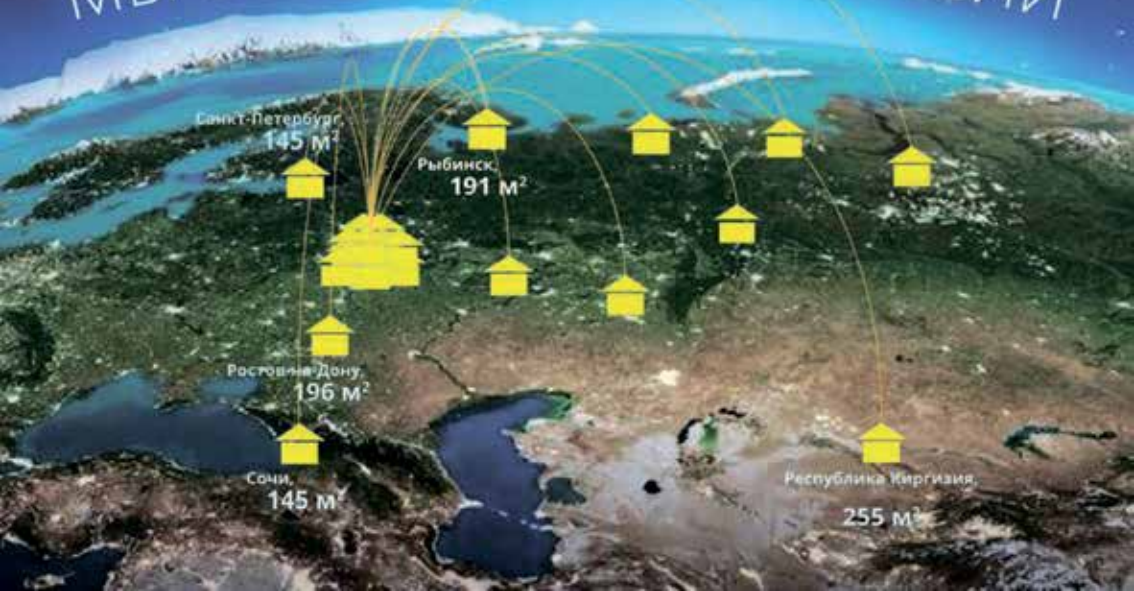 Санкт-Петербург,
145 м²
Рыбинск,
191 м²
Ростов-на-Дону,
196 м²
Сочи,
145 м²
Республика Киргизия,
255 м²